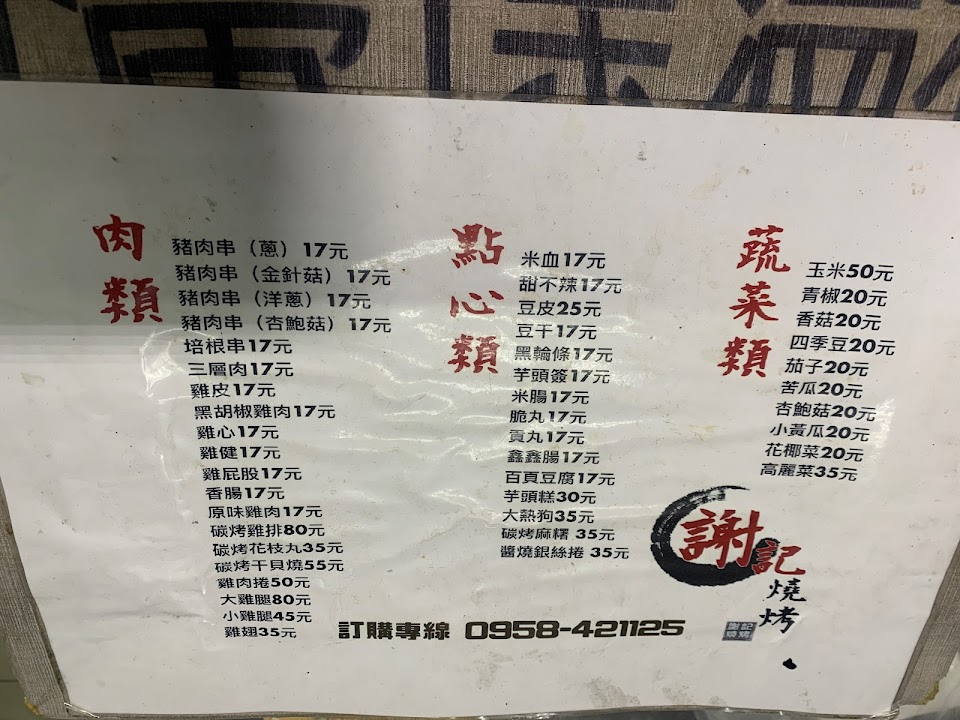 肉類
豬肉串（蔥）17元
豬肉串（金針菇）17元
豬肉串（洋蔥）17元
豬肉串（杏鮑菇）17元
培根串17元
三層肉17元
雞皮17元
黑胡椒雞肉17元
雞心17元
雞健17元
雞屁股17元
香腸17元
原味雞肉17元
碳烤雞排80元
碳烤花枝丸35元
碳烤干貝燒55元
雞肉捲50元
大雞腿80元
小雞腿45元
雞翅35元
點心類
米血17元
甜不辣17元
豆皮25元
豆干17元
黑輪條17元
芋頭簽17元
米腸17元
脆丸17元
貢丸17元
鑫鑫腸17元
百頁豆腐17元
芋頭糕30元
大熱狗35元
碳烤麻糬 35元
醬燒銀絲捲 35元
蔬菜類
玉米50元
青椒20元
香菇20元
四季豆20元
茄子20元
苦瓜20元
杏鮑菇20元
小黃瓜20元
花椰菜20元
高麗菜35元
謝記燒烤
謝記
燒烤
訂購專線 0958-421125